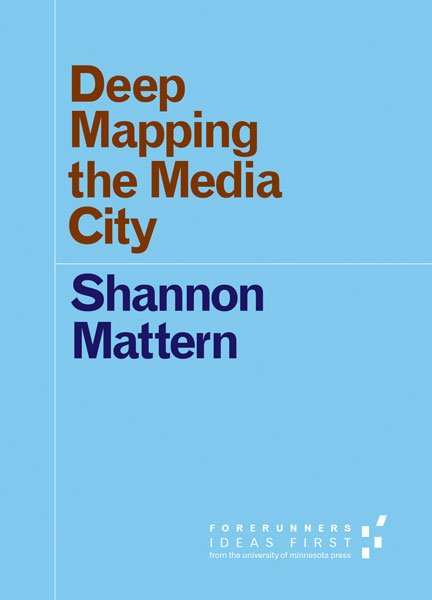 Deep
Mapping
the Media
City
Shannon
Mattern
FORERUNNERS
IDEAS FIRST
from the university of minnesota press